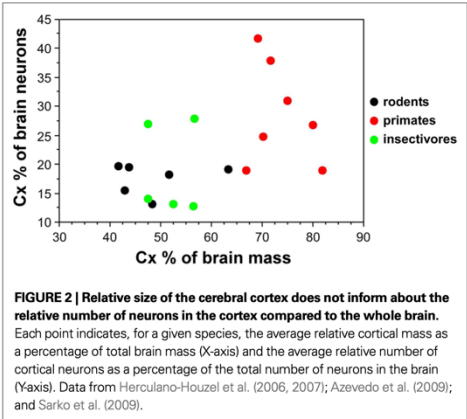 45
40
35
30
25
20
15
10
Cx % of brain neurons
30 40 50 60 70 80 90
Cx % of brain mass
rodents
primates
insectivores
FIGURE 2 | Relative size of the cerebral cortex does not inform about the
relative number of neurons in the cortex compared to the whole brain.
Each point indicates, for a given species, the average relative cortical mass as
a percentage of total brain mass (X-axis) and the average relative number of
cortical neurons as a percentage of the total number of neurons in the brain
(Y-axis). Data from Herculano-Houzel et al. (2006, 2007); Azevedo et al. (2009);
and Sarko et al. (2009).